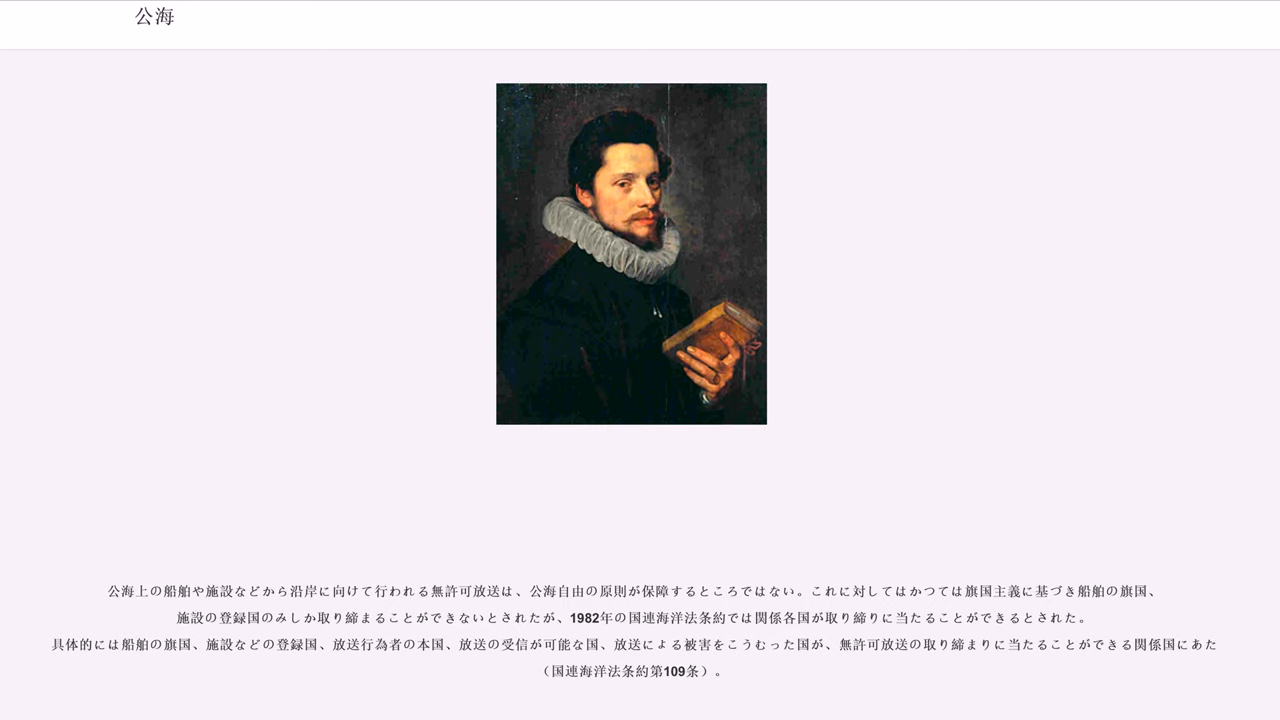 公海
公海上の船舶や施設などから沿岸に向けて行われる無許可放送は、公海自由の原則が保障するところではない。これに対してはかつては旗国主義に基づき船舶の旗国、
施設の登録国のみしか取り締まることができないとされたが、1982年の国連海洋法条約では関係各国が取り締りに当たることができるとされた。
具体的には船舶の旗国、施設などの登録国、放送行為者の本国、放送の受信が可能な国、放送による被害をこうむった国が、無許可放送の取り締まりに当たることができる関係国にあた
（国連海洋法条約第109条）。